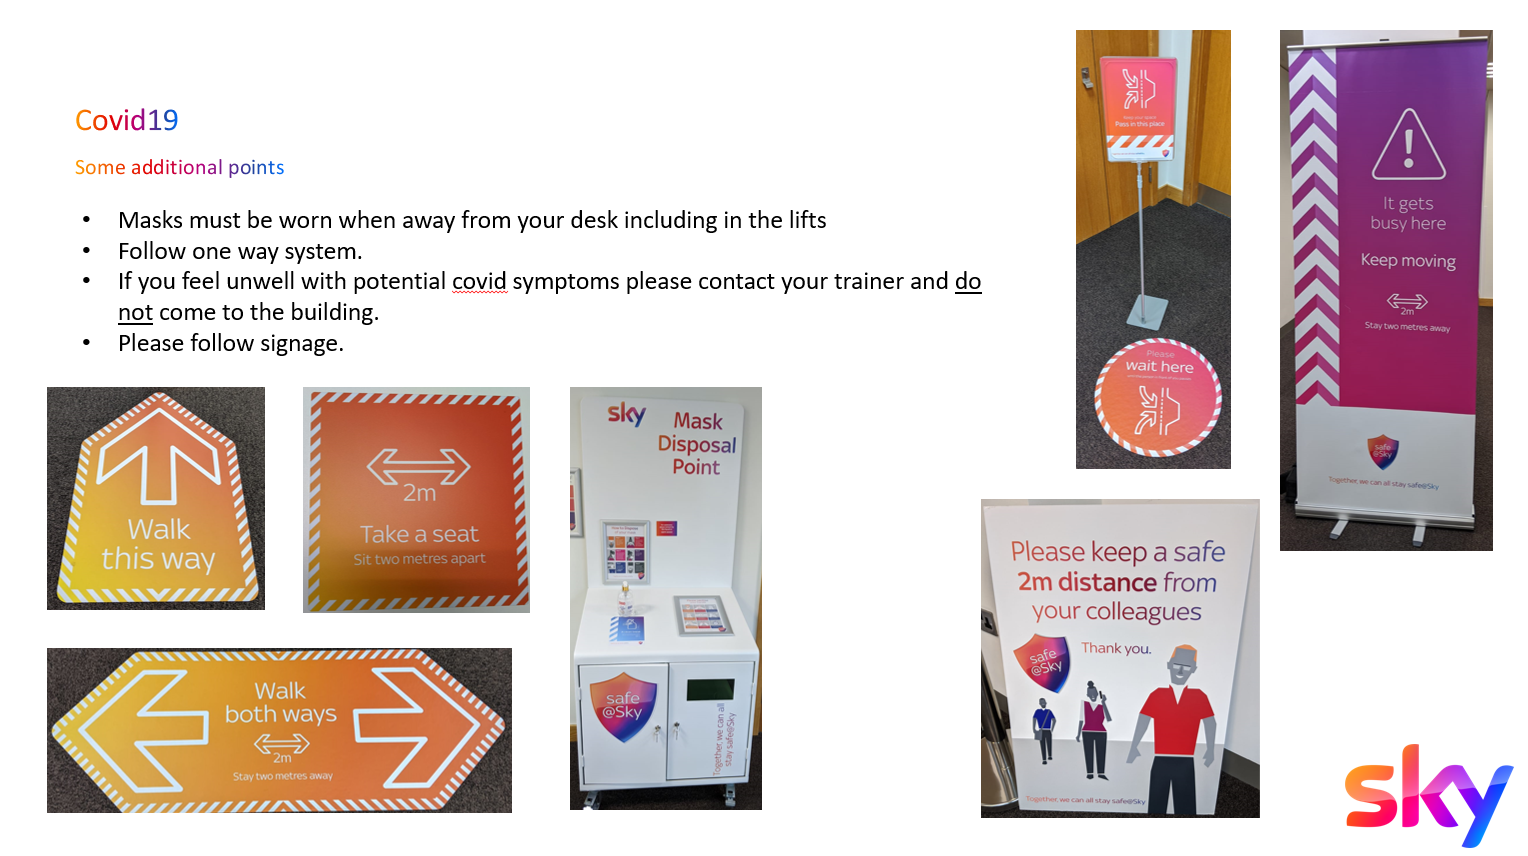 Covid19
Some additional points
• Masks must be worn when away from your desk including in the lifts
• Follow one way system.
• If you feel unwell with potential covid symptoms please contact your trainer and do
not come to the building.
• Please follow signage.
Walk
this way
2m
Take a seat
Sit two metres apart
Walk
both ways
2m
Stay two metres away
sky
Mask
Disposal
Point
safe
@Sky
Together, we can all
stay safe@Sky
Pass in this place
Please
wait here
It gets
busy here
Keep moving
2m
Stay two metres away
safe
@Sky
Together, we can all stay safe@Sky
Please keep a safe
2m distance from
your colleagues
Thank you.
safe
@Sky
Together, we can all stay safe@Sky
sky